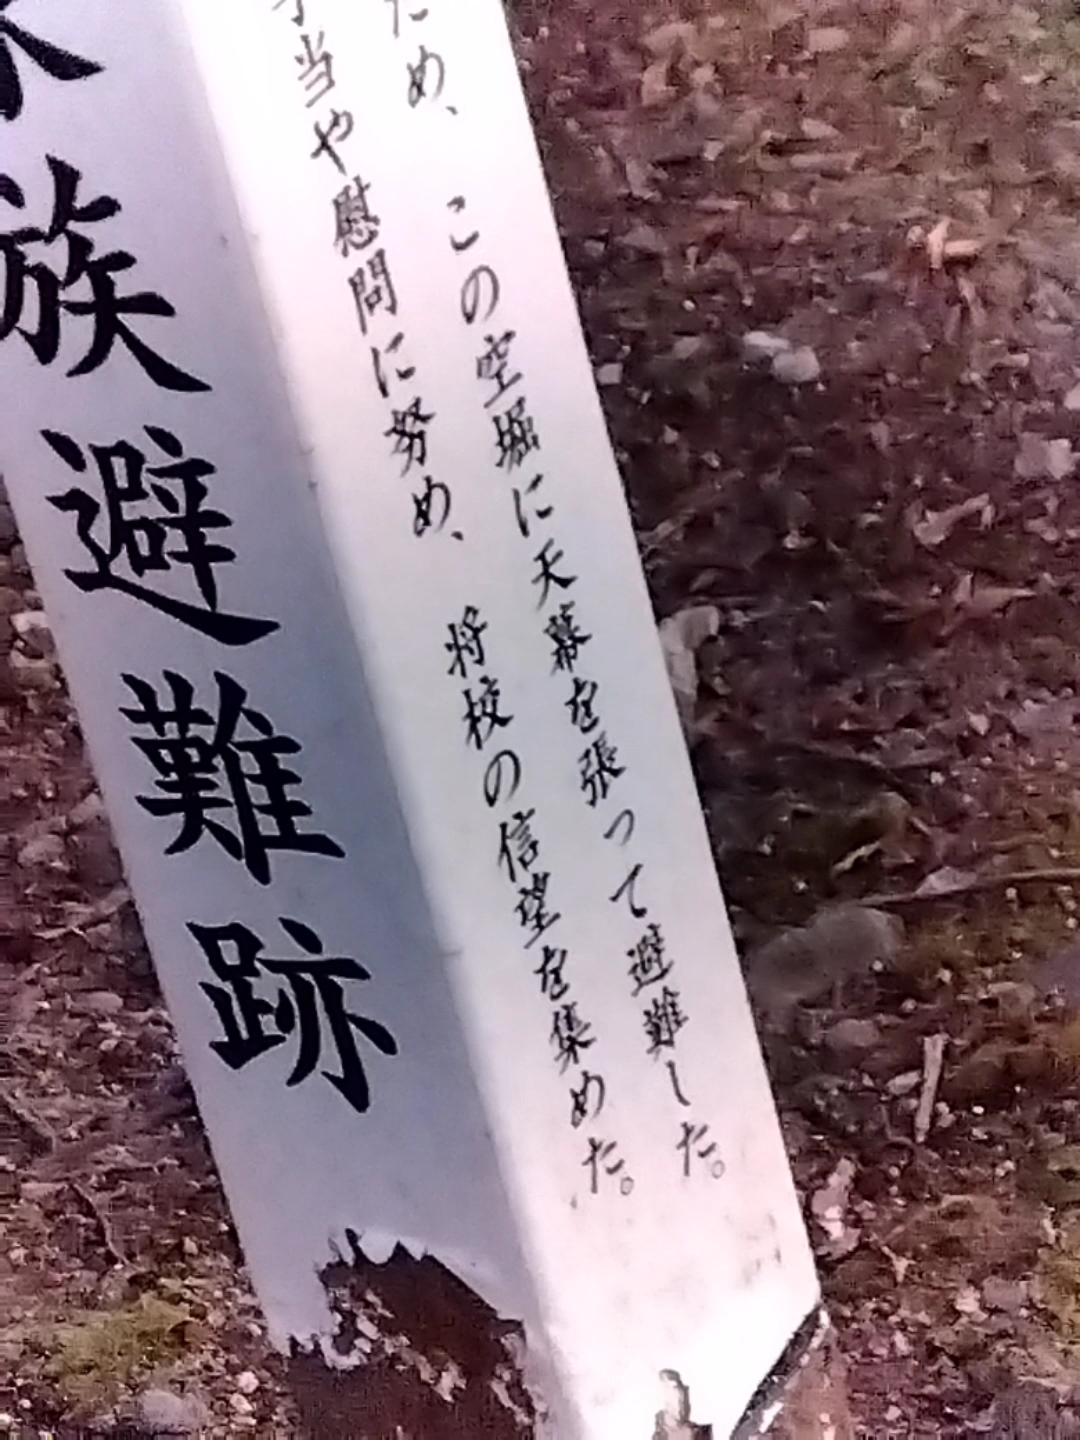 族避難跡
ため、この空堀に天幕を張って避難した。
手当や慰問に努め、将校の信望を集めた。